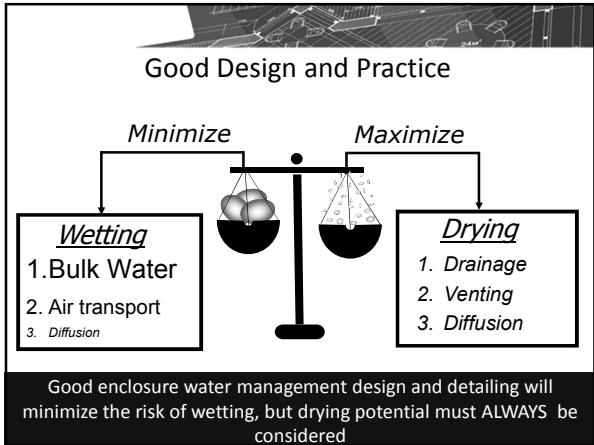 24M²
Good Design and Practice
Minimize
Maximize
Wetting
1.Bulk Water
2. Air transport
3. Diffusion
Drying
1. Drainage
2. Venting
3. Diffusion
Good enclosure water management design and detailing will
minimize the risk of wetting, but drying potential must ALWAYS be
considered